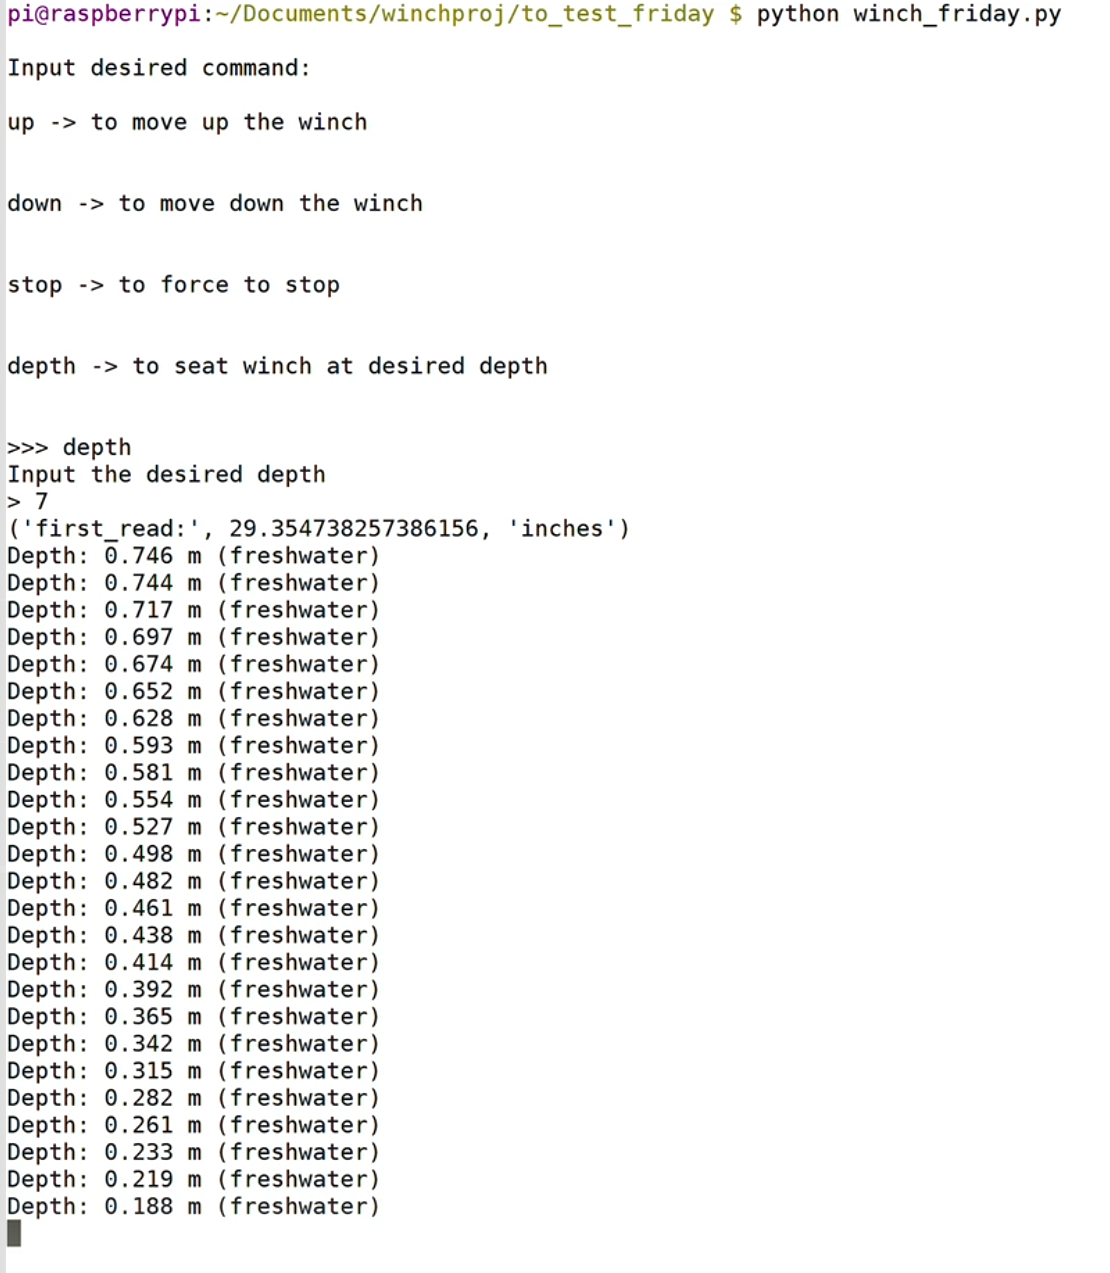 pi@raspberrypi:~/Documents/winchproj/to_test_friday $ python winch_friday.py
Input desired command:
up -> to move up the winch
down -> to move down the winch
stop -> to force to stop
depth -> to seat winch at desired depth
>>> depth
Input the desired depth
> 7
('first_read:', 29.354738257386156, 'inches')
Depth: 0.746 m (freshwater)
Depth: 0.744 m (freshwater)
Depth: 0.717 m (freshwater)
Depth: 0.697 m (freshwater)
Depth: 0.674 m (freshwater)
Depth: 0.652 m (freshwater)
Depth: 0.628 m (freshwater)
Depth: 0.593 m (freshwater)
Depth: 0.581 m (freshwater)
Depth: 0.554 m (freshwater)
Depth: 0.527 m (freshwater)
Depth: 0.498 m (freshwater)
Depth: 0.482 m (freshwater)
Depth: 0.461 m (freshwater)
Depth: 0.438 m (freshwater)
Depth: 0.414 m (freshwater)
Depth: 0.392 m (freshwater)
Depth: 0.365 m (freshwater)
Depth: 0.342 m (freshwater)
Depth: 0.315 m (freshwater)
Depth: 0.282 m (freshwater)
Depth: 0.261 m (freshwater)
Depth: 0.233 m (freshwater)
Depth: 0.219 m (freshwater)
Depth: 0.188 m (freshwater)